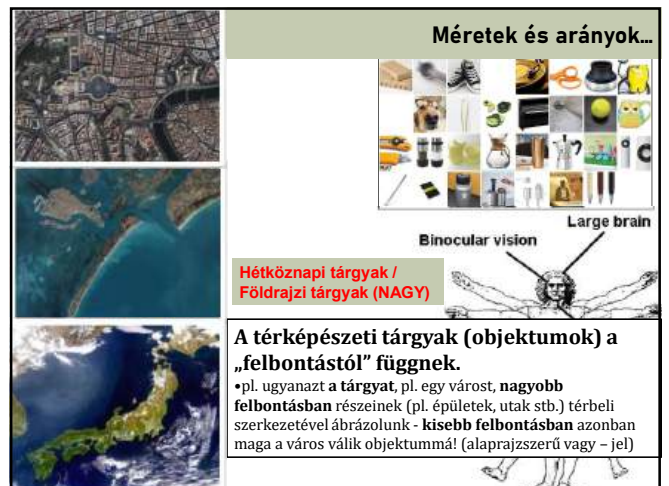 Méretek és arányok...
Large brain
Binocular vision
Hétköznapi tárgyak /
Földrajzi tárgyak (NAGY)
A térképészeti tárgyak (objektumok) a
„felbontástól” függnek.
•pl. ugyanazt a tárgyat, pl. egy várost, nagyobb
felbontásban részeinek (pl. épületek, utak stb.) térbeli
szerkezetével ábrázolunk - kisebb felbontásban azonban
maga a város válik objektummá! (alaprajzszerű vagy – jel)